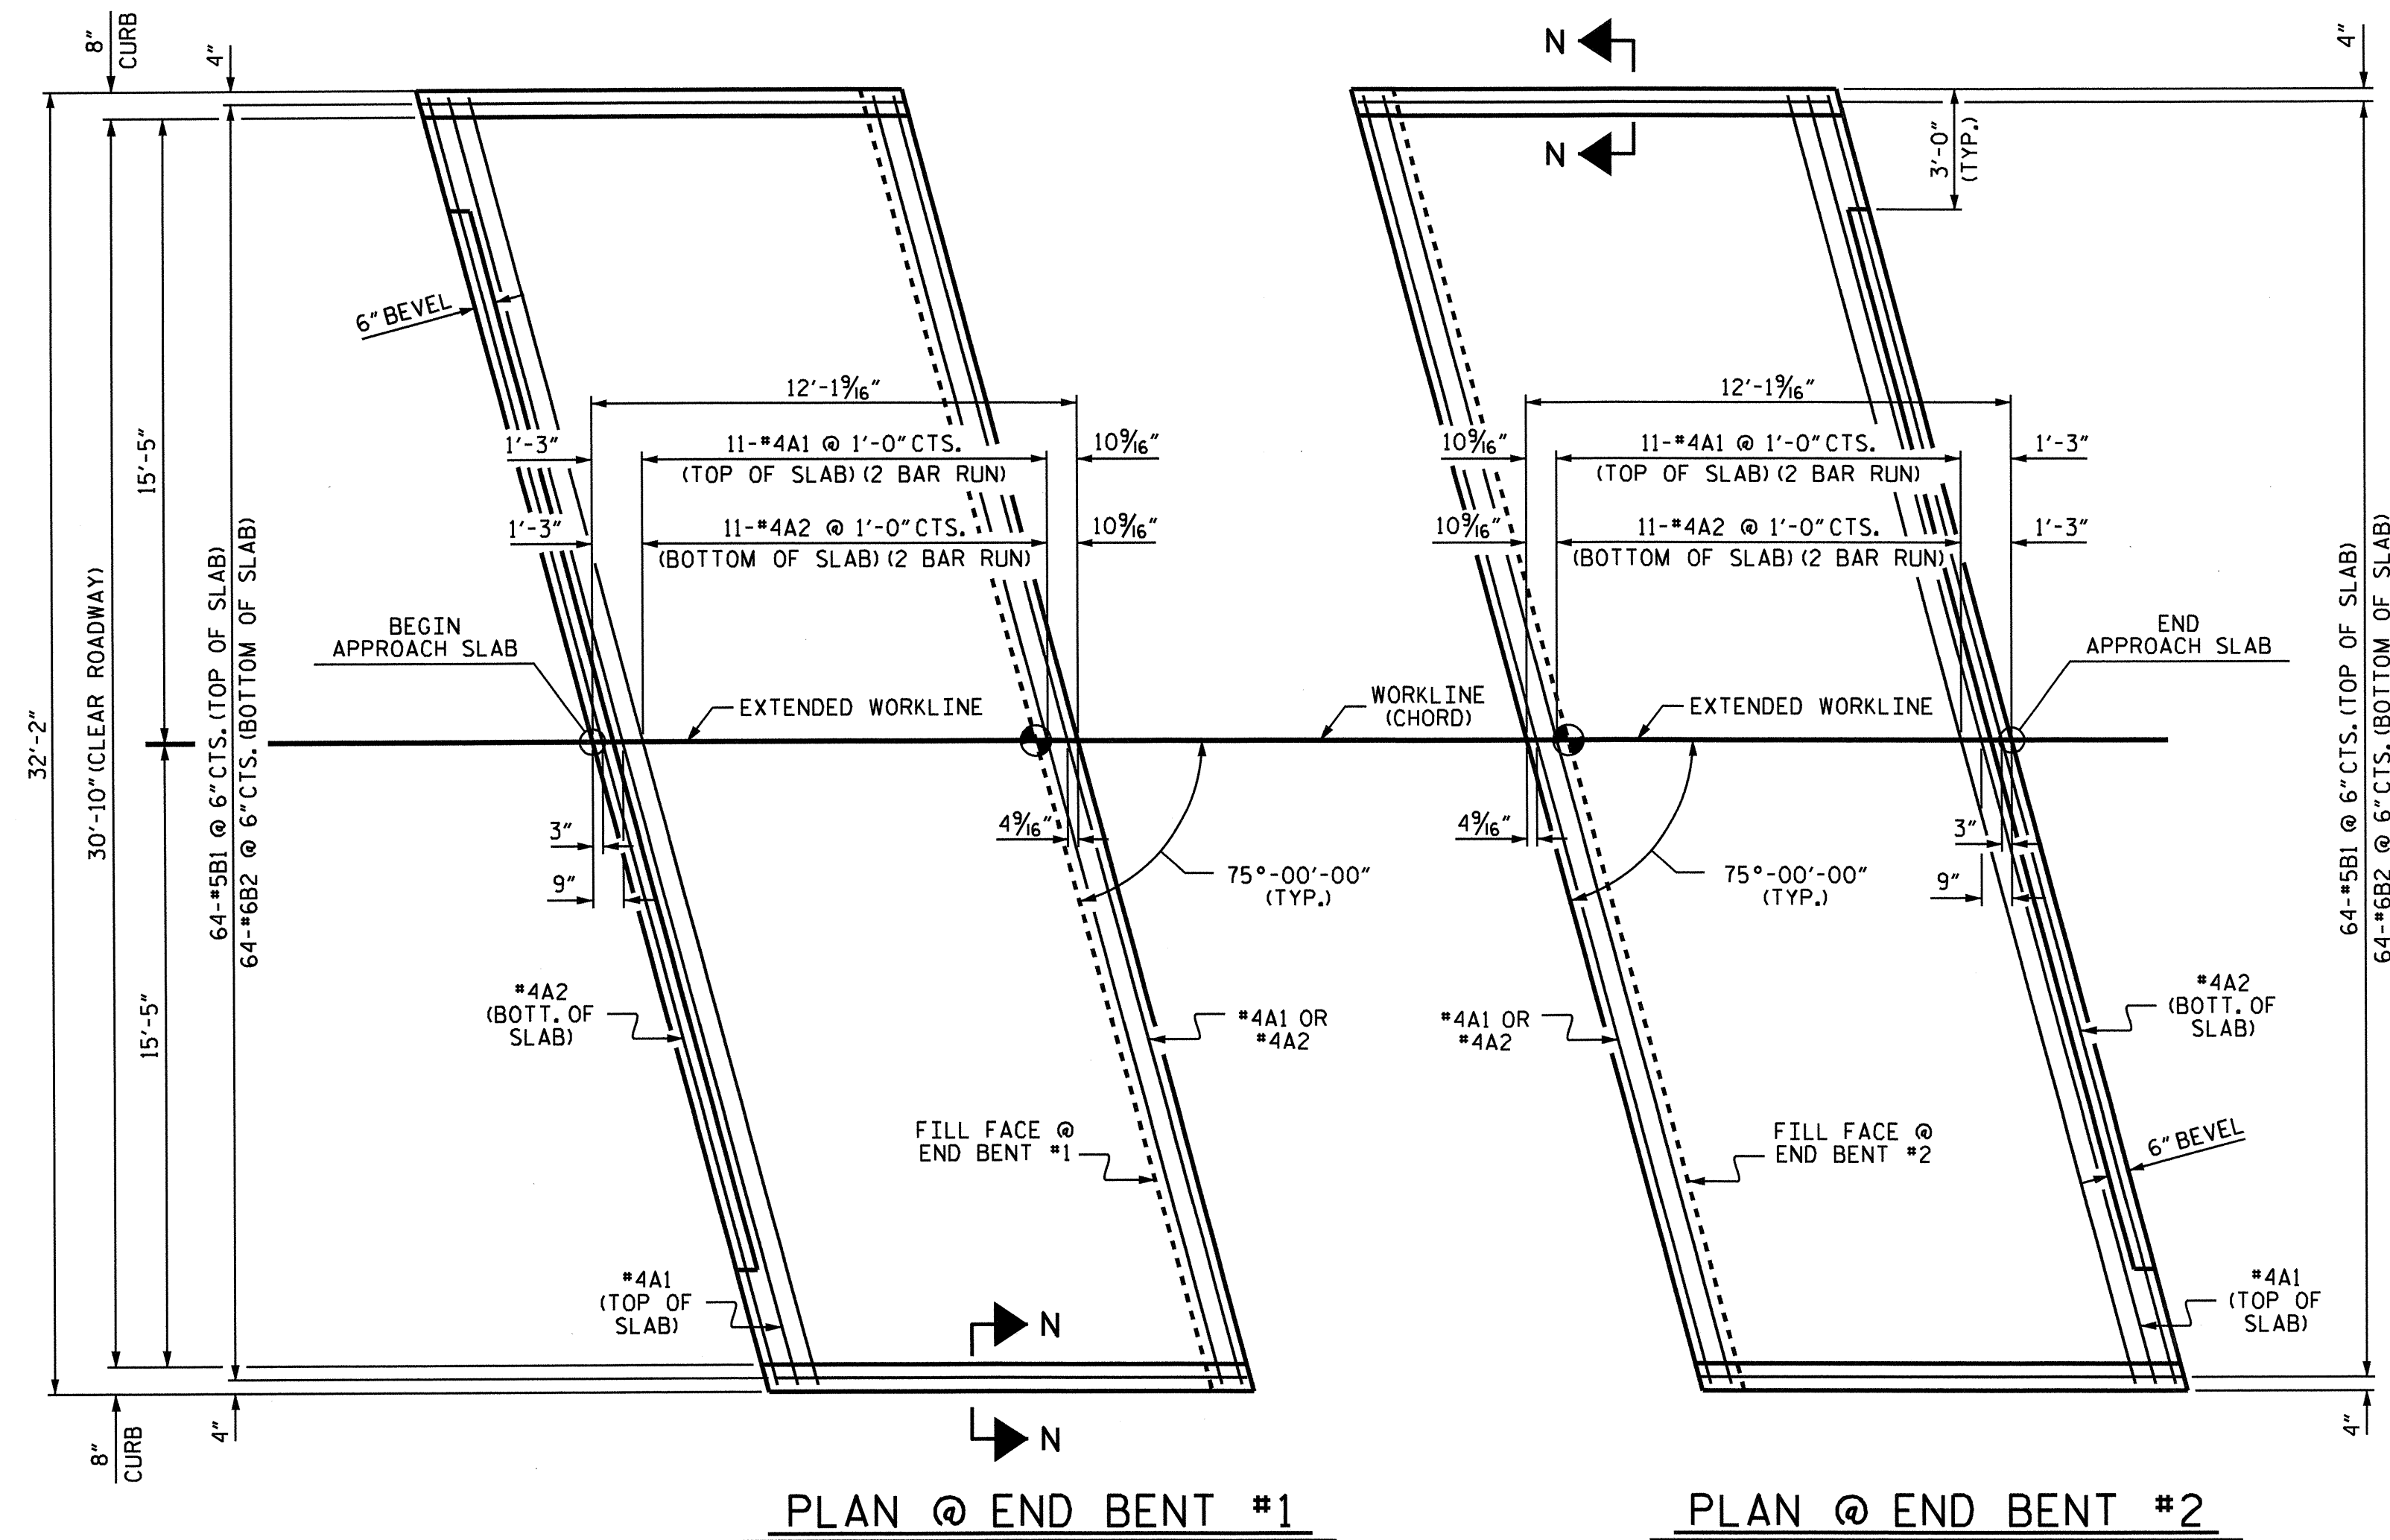 8"
CURB
4"
N
N
4"
3'-0"
(TYP.)
6" BEVEL
12'-1 9/16"
12'-1 9/16"
1'-3"
11-#4A1 @ 1'-0" CTS.
(TOP OF SLAB) (2 BAR RUN)
10 9/16"
10 9/16"
11-#4A1 @ 1'-0" CTS.
(TOP OF SLAB) (2 BAR RUN)
1'-3"
1'-3"
11-#4A2 @ 1'-0" CTS.
(BOTTOM OF SLAB) (2 BAR RUN)
10 9/16"
10 9/16"
11-#4A2 @ 1'-0" CTS.
(BOTTOM OF SLAB) (2 BAR RUN)
1'-3"
32'-2"
30'-10" (CLEAR ROADWAY)
15'-5"
15'-5"
64-#5B1 @ 6" CTS. (TOP OF SLAB)
64-#6B2 @ 6" CTS. (BOTTOM OF SLAB)
64-#5B1 @ 6" CTS. (TOP OF SLAB)
64-#6B2 @ 6" CTS. (BOTTOM OF SLAB)
BEGIN
APPROACH SLAB
END
APPROACH SLAB
EXTENDED WORKLINE
WORKLINE
(CHORD)
EXTENDED WORKLINE
3"
4 9/16"
4 9/16"
3"
9"
75°-00'-00"
(TYP.)
75°-00'-00"
(TYP.)
9"
#4A2
(BOTT. OF
SLAB)
#4A1 OR
#4A2
#4A1 OR
#4A2
#4A2
(BOTT. OF
SLAB)
FILL FACE @
END BENT #1
FILL FACE @
END BENT #2
6" BEVEL
#4A1
(TOP OF
SLAB)
#4A1
(TOP OF
SLAB)
N
N
8"
CURB
4"
4"
PLAN @ END BENT #1
PLAN @ END BENT #2